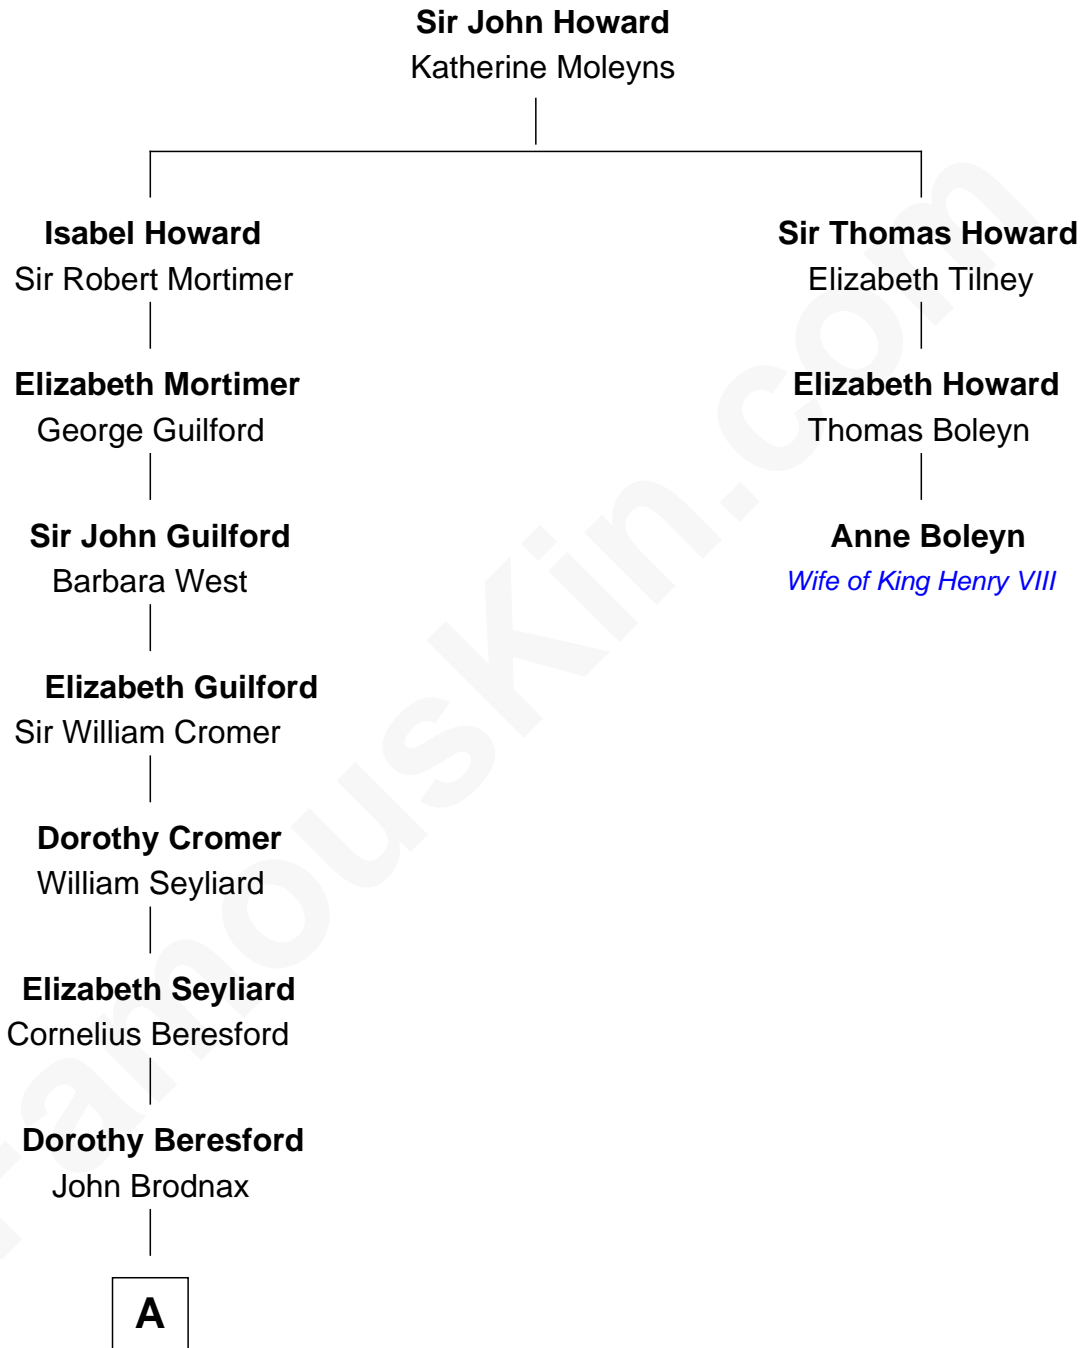 Sir John Howard
Katherine Moleyns
Isabel Howard
Sir Robert Mortimer
Sir Thomas Howard
Elizabeth Tilney
Elizabeth Mortimer
George Guilford
Elizabeth Howard
Thomas Boleyn
Sir John Guilford
Barbara West
Anne Boleyn
Wife of King Henry VIII
Elizabeth Guilford
Sir William Cromer
Dorothy Cromer
William Seyliard
Elizabeth Seyliard
Cornelius Beresford
Dorothy Beresford
John Brodnax
A
FamousKin.com